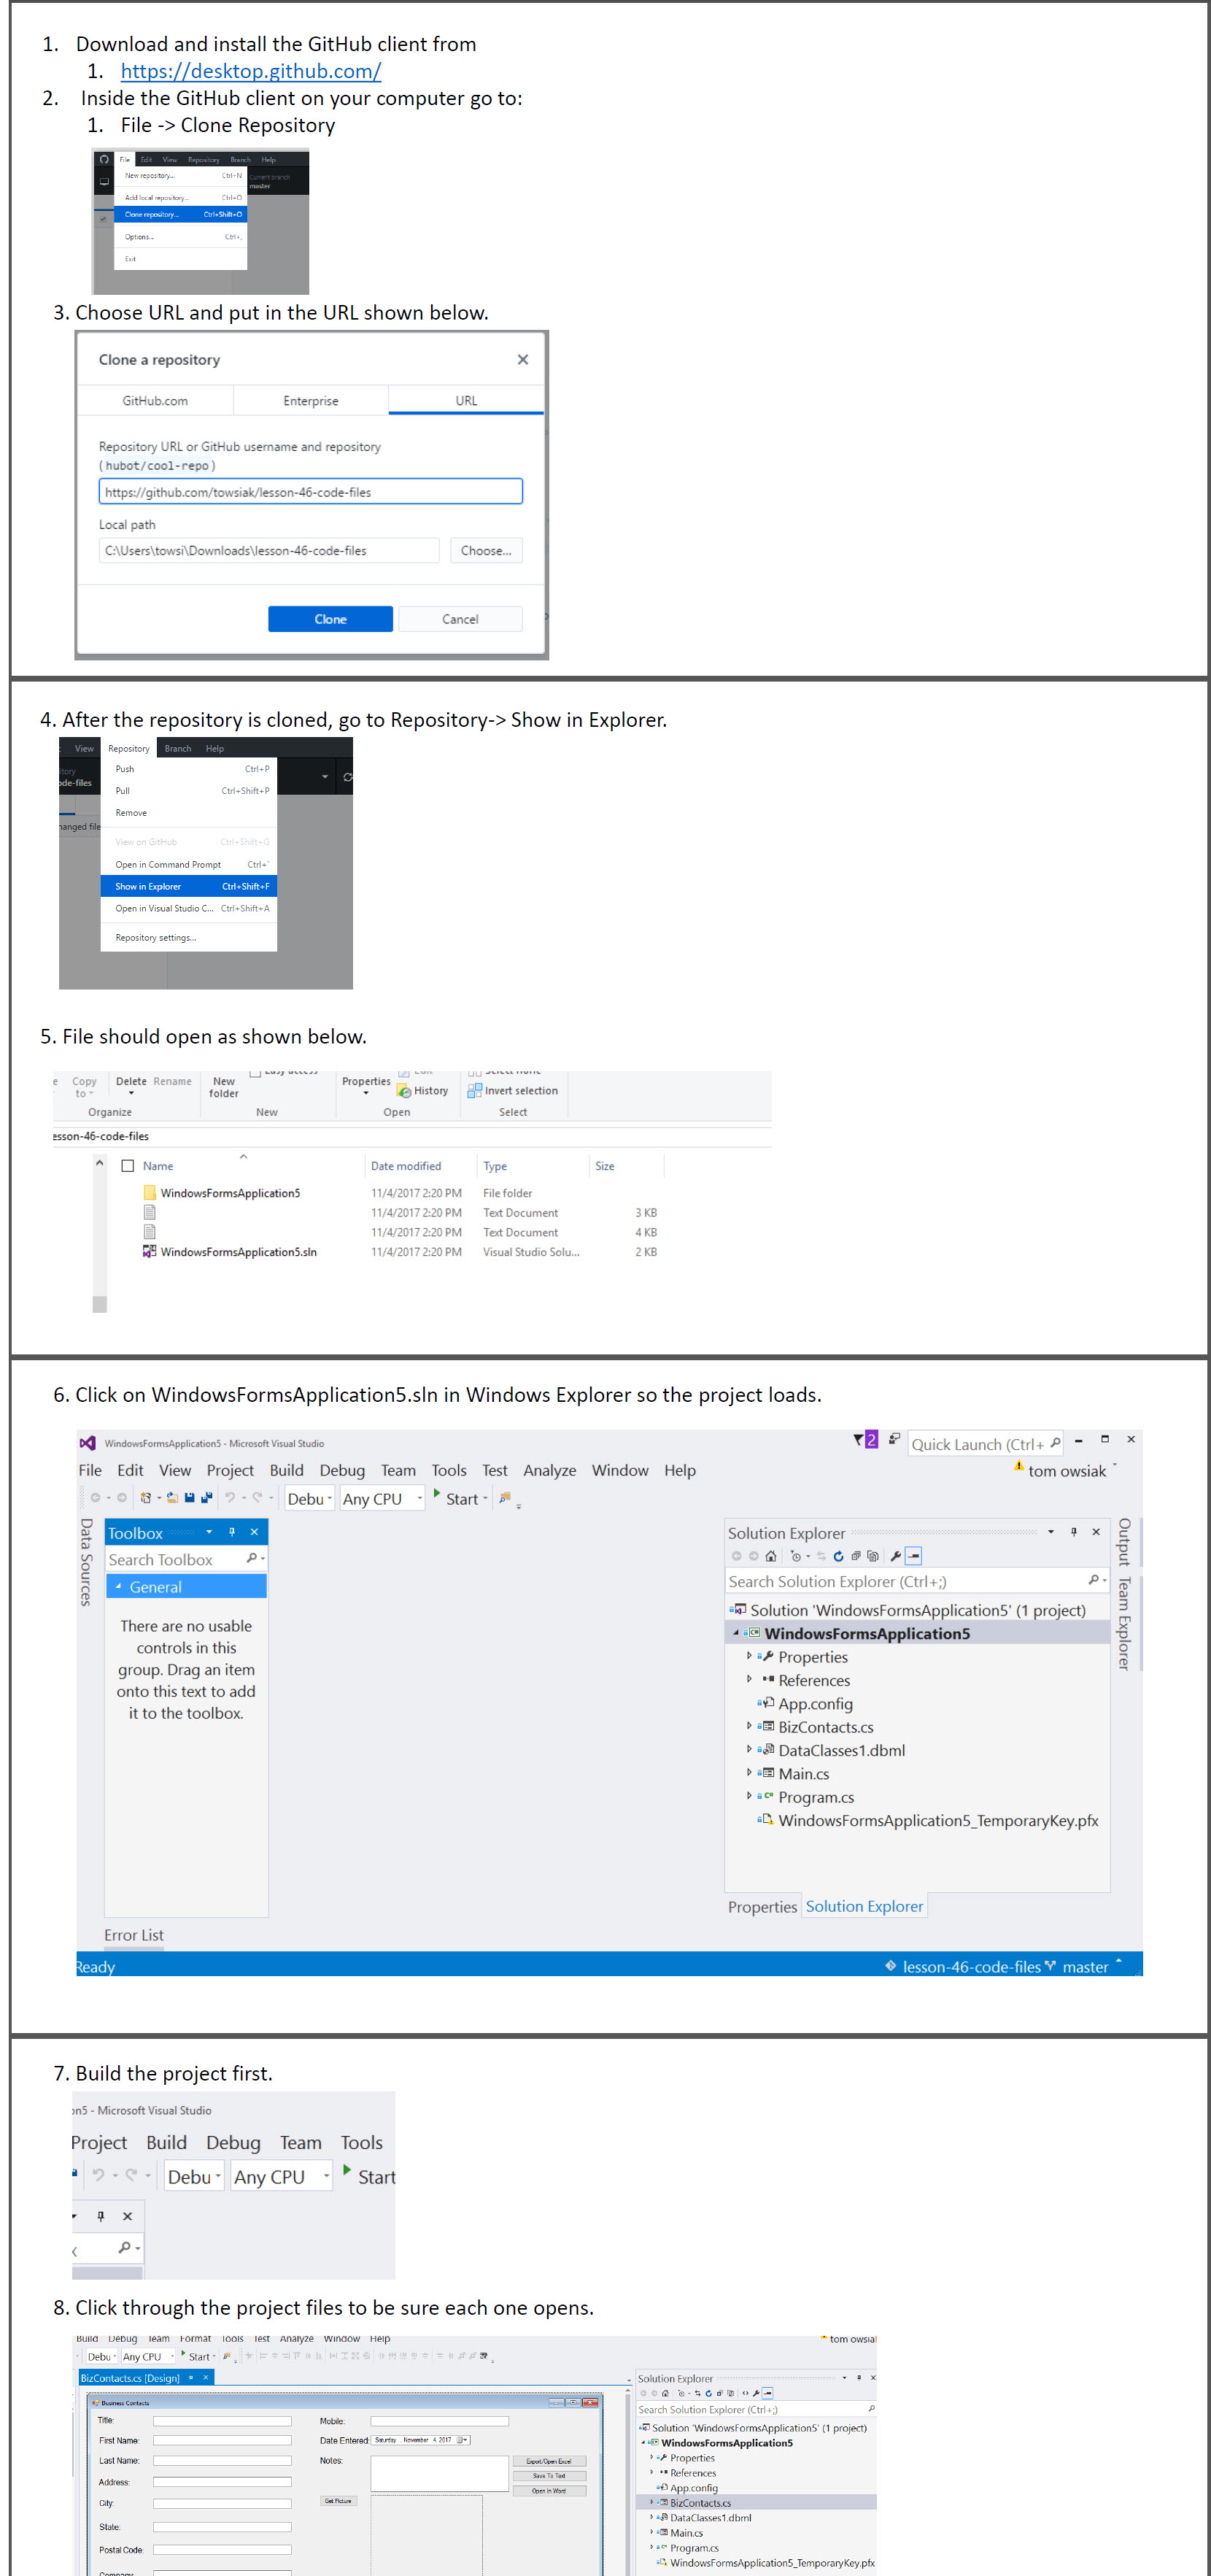 1. Download and install the GitHub client from
1. https://desktop.github.com/
2. Inside the GitHub client on your computer go to:
1. File -> Clone Repository
File Edit View Repository Branch Help
New repository... Ctrl+N
Current branch
master
Add local repository... Ctrl+O
Clone repository... Ctrl+Shift+O
Options... Ctrl+,
Exit
3. Choose URL and put in the URL shown below.
Clone a repository
GitHub.com Enterprise URL
Repository URL or GitHub username and repository
(hubot/cool-repo)
https://github.com/towsiak/lesson-46-code-files
Local path
C:\Users\towsi\Downloads\lesson-46-code-files Choose...
Clone Cancel
4. After the repository is cloned, go to Repository-> Show in Explorer.
View Repository Branch Help
Push Ctrl+P
itory
ode-files
Pull Ctrl+Shift+P
Remove
hanged file
View on GitHub Ctrl+Shift+G
Open in Command Prompt Ctrl+`
Show in Explorer Ctrl+Shift+F
Open in Visual Studio C... Ctrl+Shift+A
Repository settings...
5. File should open as shown below.
e Copy to Delete Rename New folder Properties History Invert selection
Organize New Open Select
esson-46-code-files
Name Date modified Type Size
WindowsFormsApplication5 11/4/2017 2:20 PM File folder
11/4/2017 2:20 PM Text Document 3 KB
11/4/2017 2:20 PM Text Document 4 KB
WindowsFormsApplication5.sln 11/4/2017 2:20 PM Visual Studio Solu... 2 KB
6. Click on WindowsFormsApplication5.sln in Windows Explorer so the project loads.
WindowsFormsApplication5 - Microsoft Visual Studio 2 Quick Launch (Ctrl+
File Edit View Project Build Debug Team Tools Test Analyze Window Help tom owsiak
Debu Any CPU Start
Data Sources
Toolbox
Search Toolbox
General
There are no usable
controls in this
group. Drag an item
onto this text to add
it to the toolbox.
Error List
Solution Explorer
Search Solution Explorer (Ctrl+;)
Solution 'WindowsFormsApplication5' (1 project)
WindowsFormsApplication5
Properties
References
App.config
BizContacts.cs
DataClasses1.dbml
Main.cs
Program.cs
WindowsFormsApplication5_TemporaryKey.pfx
Properties Solution Explorer
Output Team Explorer
Ready lesson-46-code-files master
7. Build the project first.
on5 - Microsoft Visual Studio
Project Build Debug Team Tools
Debu Any CPU Start
8. Click through the project files to be sure each one opens.
Build Debug Team Format Tools Test Analyze Window Help tom owsial
Debu Any CPU Start
BizContacts.cs [Design]
Business Contacts
Title: Mobile:
First Name: Date Entered: Saturday , November 4, 2017
Last Name: Notes: Export/Open Excel
Save To Text
Address: Open In Word
City: Get Picture
State:
Postal Code:
Company
Solution Explorer
Search Solution Explorer (Ctrl+;)
Solution 'WindowsFormsApplication5' (1 project)
WindowsFormsApplication5
Properties
References
App.config
BizContacts.cs
DataClasses1.dbml
Main.cs
Program.cs
WindowsFormsApplication5_TemporaryKey.pfx